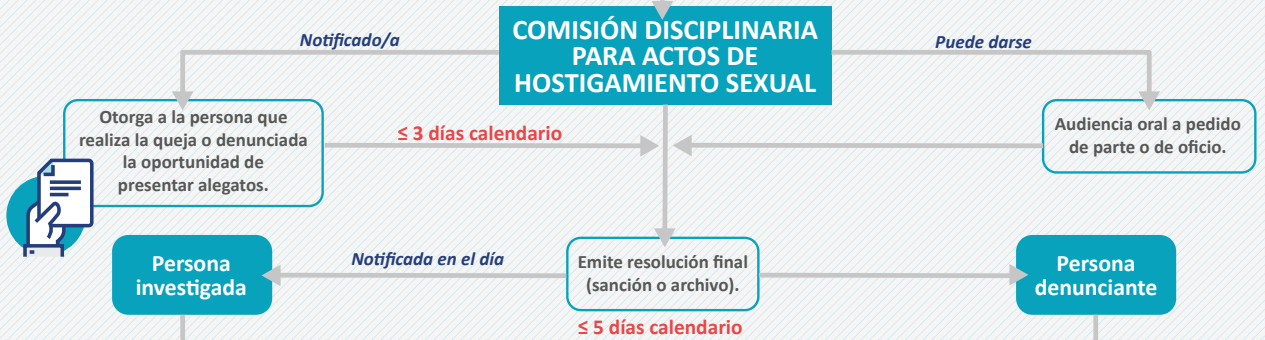 COMISIÓN DISCIPLINARIA
PARA ACTOS DE
HOSTIGAMIENTO SEXUAL
Notificado/a
Puede darse
Otorga a la persona que
realiza la queja o denunciada
la oportunidad de
presentar alegatos.
≤ 3 días calendario
Audiencia oral a pedido
de parte o de oficio.
Persona
investigada
Notificada en el día
Emite resolución final
(sanción o archivo).
≤ 5 días calendario
Persona
denunciante